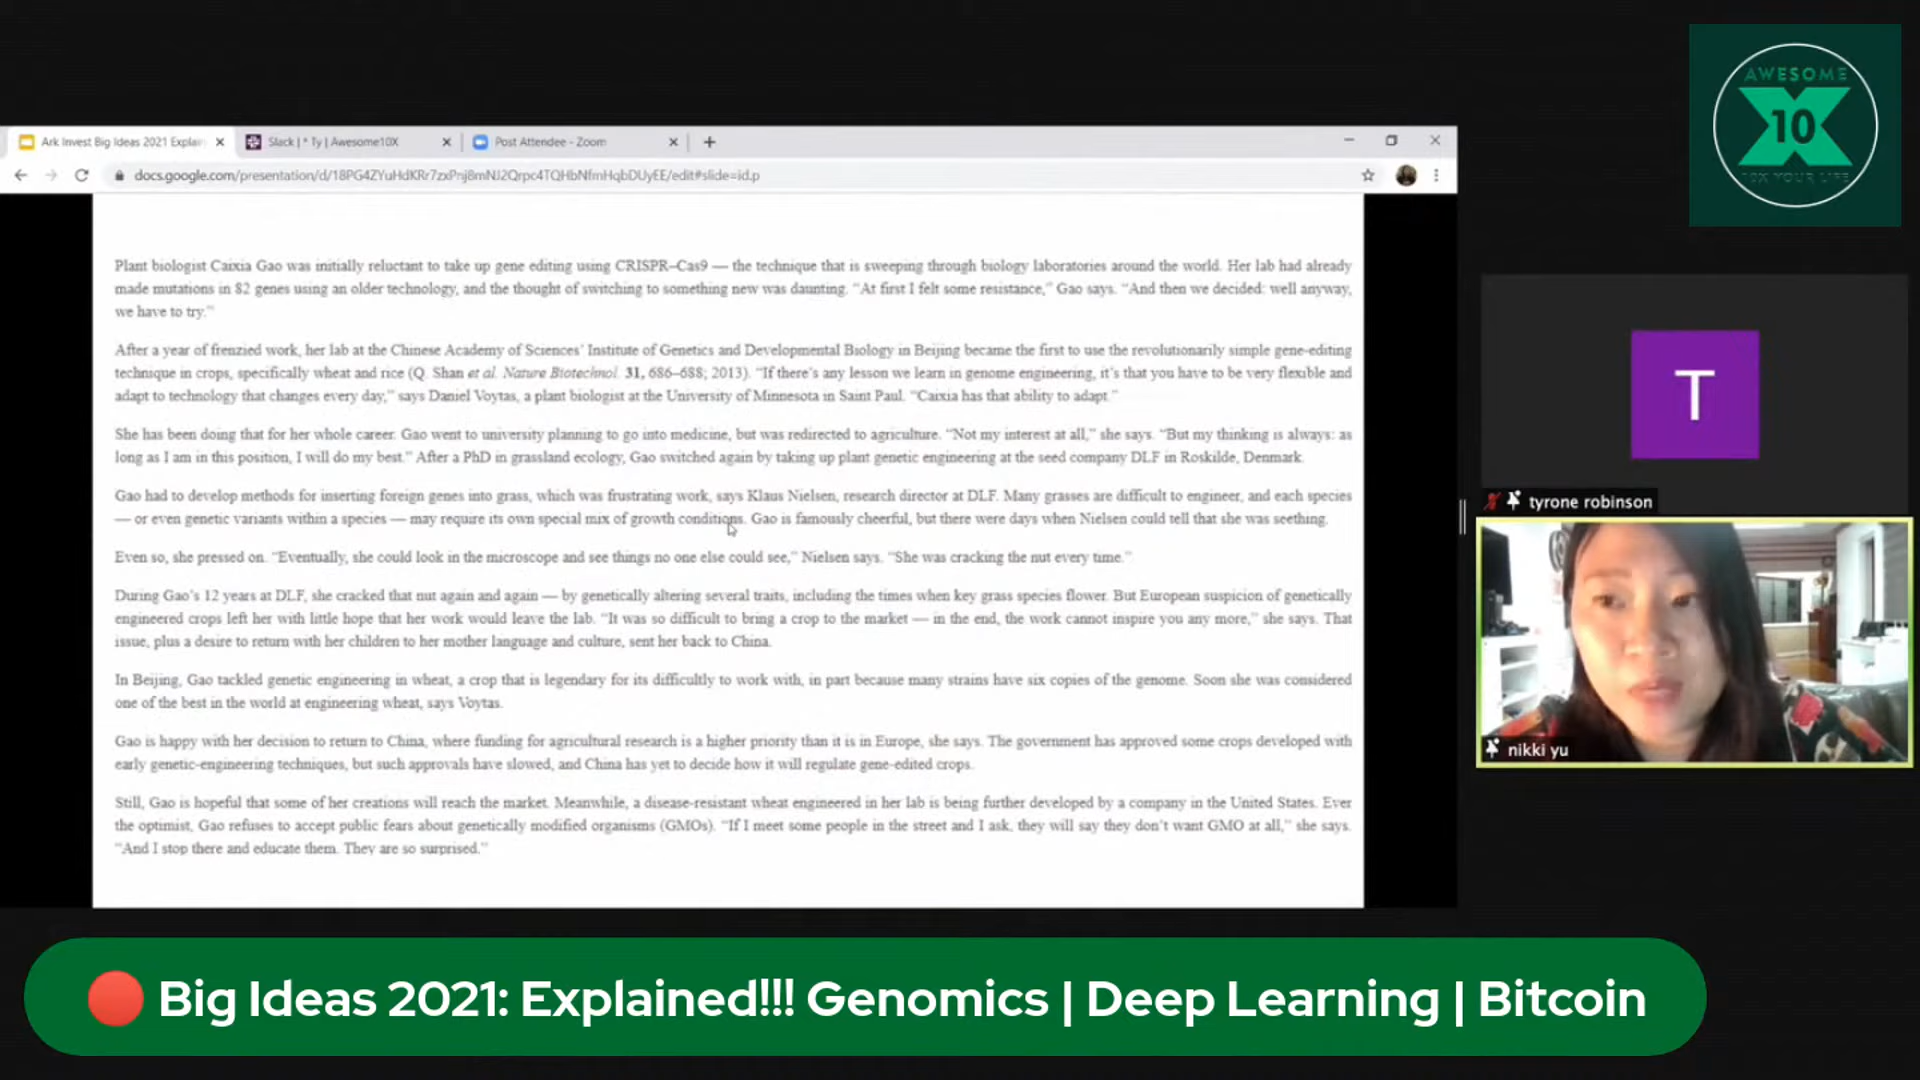 AWESOME
10
10X YOUR LIFE
Ark Invest Big Ideas 2021 Explain
Slack | * Ty | Awesome10X
Post Attendee - Zoom
docs.google.com/presentation/d/18PG4ZYuHdKRr7zxPnj8mNJ2Qrpc4TQHbNfmHqbDUyEE/edit#slide=id.p
Plant biologist Caixia Gao was initially reluctant to take up gene editing using CRISPR–Cas9 — the technique that is sweeping through biology laboratories around the world. Her lab had already
made mutations in 82 genes using an older technology, and the thought of switching to something new was daunting. “At first I felt some resistance,” Gao says. “And then we decided: well anyway,
we have to try.”
After a year of frenzied work, her lab at the Chinese Academy of Sciences’ Institute of Genetics and Developmental Biology in Beijing became the first to use the revolutionarily simple gene-editing
technique in crops, specifically wheat and rice (Q. Shan et al. Nature Biotechnol. 31, 686–688; 2013). “If there’s any lesson we learn in genome engineering, it’s that you have to be very flexible and
adapt to technology that changes every day,” says Daniel Voytas, a plant biologist at the University of Minnesota in Saint Paul. “Caixia has that ability to adapt.”
She has been doing that for her whole career. Gao went to university planning to go into medicine, but was redirected to agriculture. “Not my interest at all,” she says. “But my thinking is always: as
long as I am in this position, I will do my best.” After a PhD in grassland ecology, Gao switched again by taking up plant genetic engineering at the seed company DLF in Roskilde, Denmark.
Gao had to develop methods for inserting foreign genes into grass, which was frustrating work, says Klaus Nielsen, research director at DLF. Many grasses are difficult to engineer, and each species
— or even genetic variants within a species — may require its own special mix of growth conditions. Gao is famously cheerful, but there were days when Nielsen could tell that she was seething.
Even so, she pressed on. “Eventually, she could look in the microscope and see things no one else could see,” Nielsen says. “She was cracking the nut every time.”
During Gao’s 12 years at DLF, she cracked that nut again and again — by genetically altering several traits, including the times when key grass species flower. But European suspicion of genetically
engineered crops left her with little hope that her work would leave the lab. “It was so difficult to bring a crop to the market — in the end, the work cannot inspire you any more,” she says. That
issue, plus a desire to return with her children to her mother language and culture, sent her back to China.
In Beijing, Gao tackled genetic engineering in wheat, a crop that is legendary for its difficultly to work with, in part because many strains have six copies of the genome. Soon she was considered
one of the best in the world at engineering wheat, says Voytas.
Gao is happy with her decision to return to China, where funding for agricultural research is a higher priority than it is in Europe, she says. The government has approved some crops developed with
early genetic-engineering techniques, but such approvals have slowed, and China has yet to decide how it will regulate gene-edited crops.
Still, Gao is hopeful that some of her creations will reach the market. Meanwhile, a disease-resistant wheat engineered in her lab is being further developed by a company in the United States. Ever
the optimist, Gao refuses to accept public fears about genetically modified organisms (GMOs). “If I meet some people in the street and I ask, they will say they don’t want GMO at all,” she says.
“And I stop there and educate them. They are so surprised.”
T
tyrone robinson
nikki yu
Big Ideas 2021: Explained!!! Genomics | Deep Learning | Bitcoin